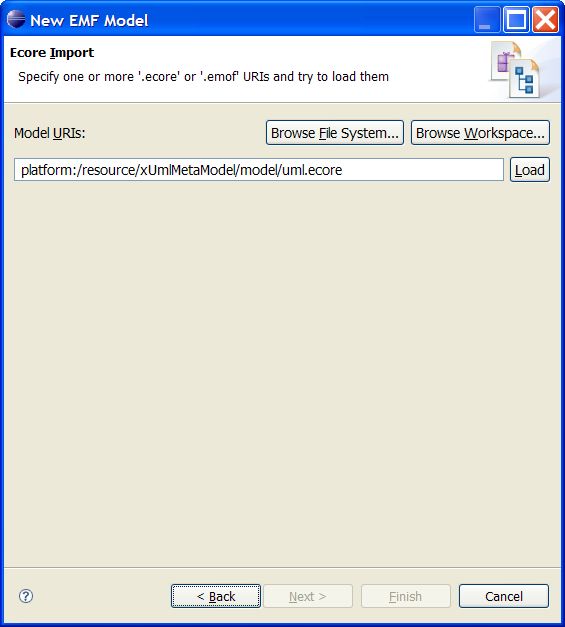 New EMF Model
Ecore Import
Specify one or more '.ecore' or '.emof' URIs and try to load them
Model URIs:
Browse File System...
Browse Workspace...
platform:/resource/xUmlMetaModel/model/uml.ecore
Load
?
< Back
Next >
Finish
Cancel